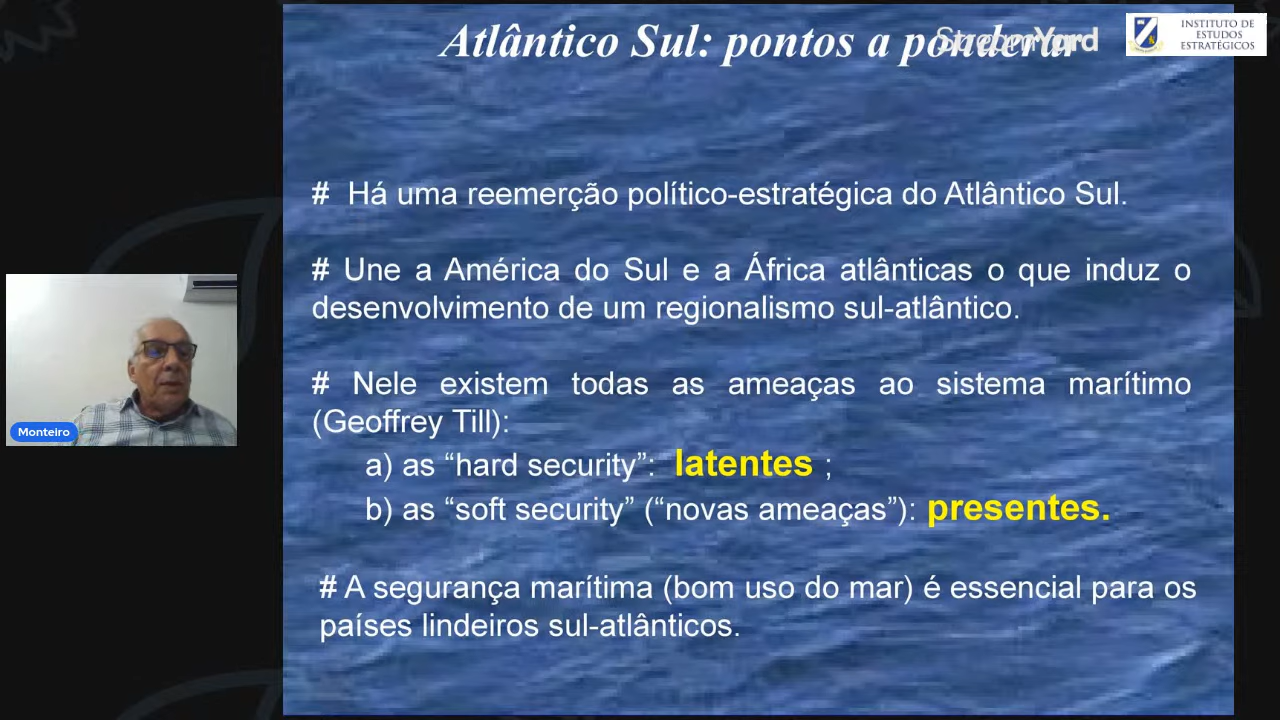 Atlântico Sul: pontos a ponderar
StreamYard
INSTITUTO DE
ESTUDOS
ESTRATÉGICOS
# Há uma reemerção político-estratégica do Atlântico Sul.
# Une a América do Sul e a África atlânticas o que induz o
desenvolvimento de um regionalismo sul-atlântico.
# Nele existem todas as ameaças ao sistema marítimo
(Geoffrey Till):
a) as “hard security”: latentes ;
b) as “soft security” (“novas ameaças”): presentes.
# A segurança marítima (bom uso do mar) é essencial para os
países lindeiros sul-atlânticos.
Monteiro